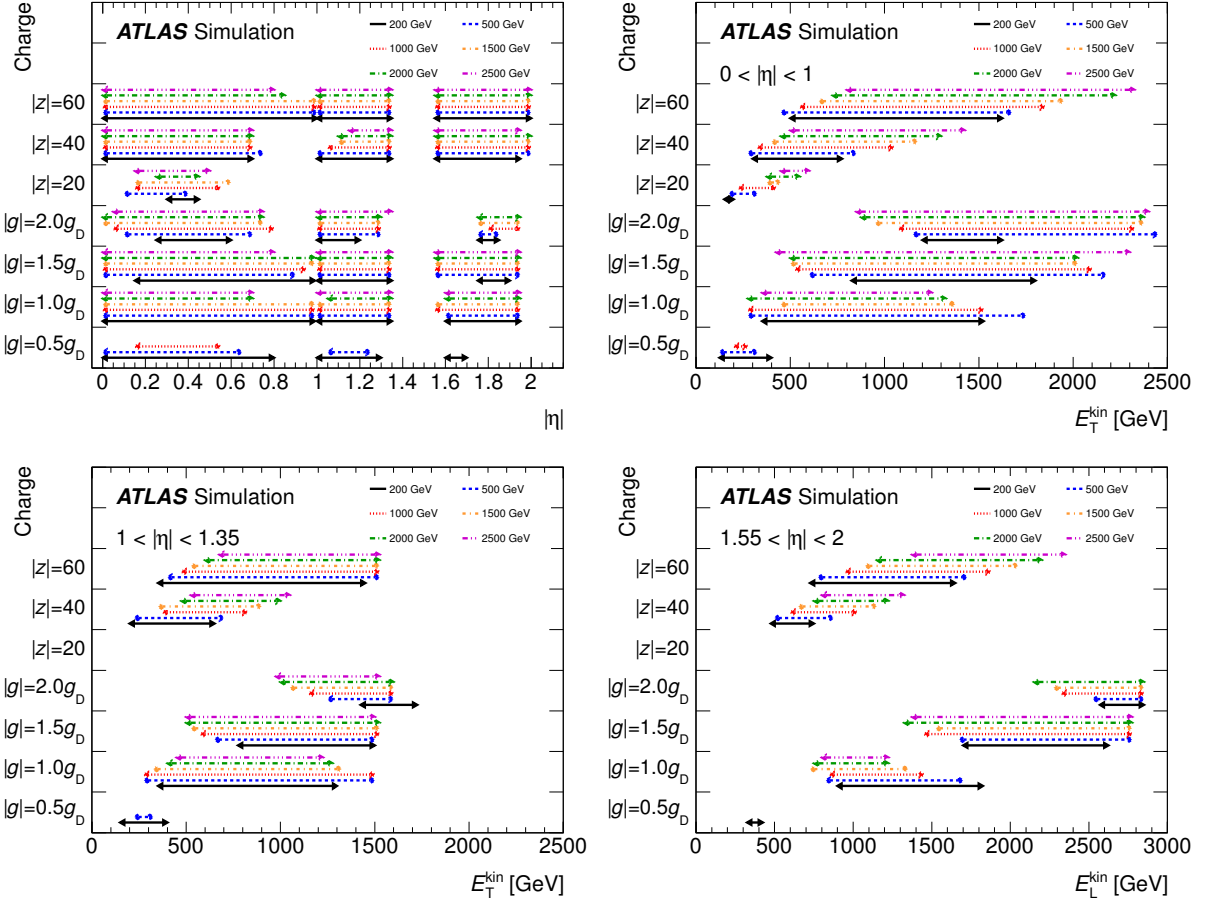 Charge
ATLAS Simulation
200 GeV 500 GeV
1000 GeV 1500 GeV
2000 GeV 2500 GeV
|z|=60
|z|=40
|z|=20
|g|=2.0g_D
|g|=1.5g_D
|g|=1.0g_D
|g|=0.5g_D
0 0.2 0.4 0.6 0.8 1 1.2 1.4 1.6 1.8 2
|η|
Charge
ATLAS Simulation
0 < |η| < 1
200 GeV 500 GeV
1000 GeV 1500 GeV
2000 GeV 2500 GeV
|z|=60
|z|=40
|z|=20
|g|=2.0g_D
|g|=1.5g_D
|g|=1.0g_D
|g|=0.5g_D
0 500 1000 1500 2000 2500
E_T^kin [GeV]
Charge
ATLAS Simulation
1 < |η| < 1.35
200 GeV 500 GeV
1000 GeV 1500 GeV
2000 GeV 2500 GeV
|z|=60
|z|=40
|z|=20
|g|=2.0g_D
|g|=1.5g_D
|g|=1.0g_D
|g|=0.5g_D
0 500 1000 1500 2000 2500
E_T^kin [GeV]
Charge
ATLAS Simulation
1.55 < |η| < 2
200 GeV 500 GeV
1000 GeV 1500 GeV
2000 GeV 2500 GeV
|z|=60
|z|=40
|z|=20
|g|=2.0g_D
|g|=1.5g_D
|g|=1.0g_D
|g|=0.5g_D
0 500 1000 1500 2000 2500 3000
E_L^kin [GeV]